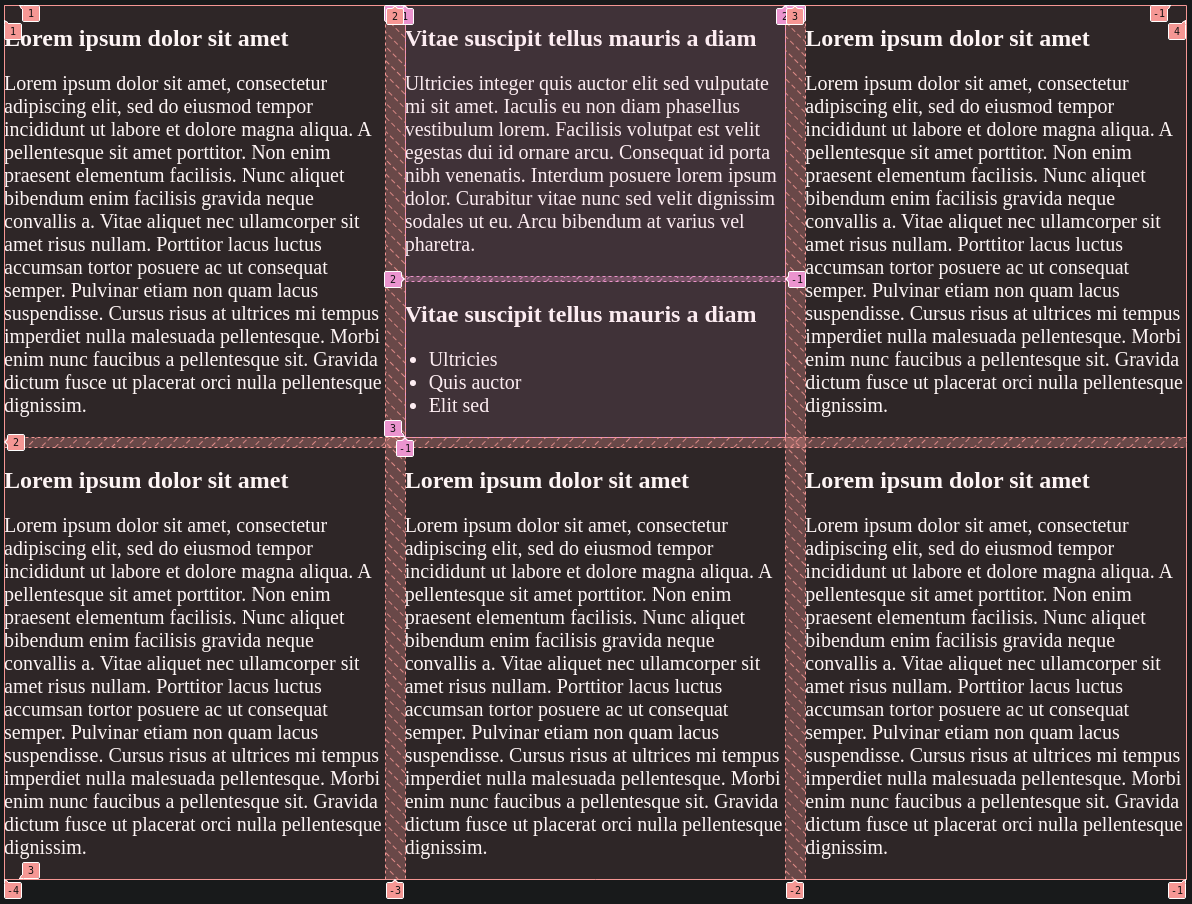 1
1
2
1
2
3
-1
4
Lorem ipsum dolor sit amet
Lorem ipsum dolor sit amet, consectetur
adipiscing elit, sed do eiusmod tempor
incididunt ut labore et dolore magna aliqua. A
pellentesque sit amet porttitor. Non enim
praesent elementum facilisis. Nunc aliquet
bibendum enim facilisis gravida neque
convallis a. Vitae aliquet nec ullamcorper sit
amet risus nullam. Porttitor lacus luctus
accumsan tortor posuere ac ut consequat
semper. Pulvinar etiam non quam lacus
suspendisse. Cursus risus at ultrices mi tempus
imperdiet nulla malesuada pellentesque. Morbi
enim nunc faucibus a pellentesque sit. Gravida
dictum fusce ut placerat orci nulla pellentesque
dignissim.
Vitae suscipit tellus mauris a diam
Ultricies integer quis auctor elit sed vulputate
mi sit amet. Iaculis eu non diam phasellus
vestibulum lorem. Facilisis volutpat est velit
egestas dui id ornare arcu. Consequat id porta
nibh venenatis. Interdum posuere lorem ipsum
dolor. Curabitur vitae nunc sed velit dignissim
sodales ut eu. Arcu bibendum at varius vel
pharetra.
2
-1
Vitae suscipit tellus mauris a diam
• Ultricies
• Quis auctor
• Elit sed
3
-1
Lorem ipsum dolor sit amet
Lorem ipsum dolor sit amet, consectetur
adipiscing elit, sed do eiusmod tempor
incididunt ut labore et dolore magna aliqua. A
pellentesque sit amet porttitor. Non enim
praesent elementum facilisis. Nunc aliquet
bibendum enim facilisis gravida neque
convallis a. Vitae aliquet nec ullamcorper sit
amet risus nullam. Porttitor lacus luctus
accumsan tortor posuere ac ut consequat
semper. Pulvinar etiam non quam lacus
suspendisse. Cursus risus at ultrices mi tempus
imperdiet nulla malesuada pellentesque. Morbi
enim nunc faucibus a pellentesque sit. Gravida
dictum fusce ut placerat orci nulla pellentesque
dignissim.
2
Lorem ipsum dolor sit amet
Lorem ipsum dolor sit amet, consectetur
adipiscing elit, sed do eiusmod tempor
incididunt ut labore et dolore magna aliqua. A
pellentesque sit amet porttitor. Non enim
praesent elementum facilisis. Nunc aliquet
bibendum enim facilisis gravida neque
convallis a. Vitae aliquet nec ullamcorper sit
amet risus nullam. Porttitor lacus luctus
accumsan tortor posuere ac ut consequat
semper. Pulvinar etiam non quam lacus
suspendisse. Cursus risus at ultrices mi tempus
imperdiet nulla malesuada pellentesque. Morbi
enim nunc faucibus a pellentesque sit. Gravida
dictum fusce ut placerat orci nulla pellentesque
dignissim.
Lorem ipsum dolor sit amet
Lorem ipsum dolor sit amet, consectetur
adipiscing elit, sed do eiusmod tempor
incididunt ut labore et dolore magna aliqua. A
pellentesque sit amet porttitor. Non enim
praesent elementum facilisis. Nunc aliquet
bibendum enim facilisis gravida neque
convallis a. Vitae aliquet nec ullamcorper sit
amet risus nullam. Porttitor lacus luctus
accumsan tortor posuere ac ut consequat
semper. Pulvinar etiam non quam lacus
suspendisse. Cursus risus at ultrices mi tempus
imperdiet nulla malesuada pellentesque. Morbi
enim nunc faucibus a pellentesque sit. Gravida
dictum fusce ut placerat orci nulla pellentesque
dignissim.
Lorem ipsum dolor sit amet
Lorem ipsum dolor sit amet, consectetur
adipiscing elit, sed do eiusmod tempor
incididunt ut labore et dolore magna aliqua. A
pellentesque sit amet porttitor. Non enim
praesent elementum facilisis. Nunc aliquet
bibendum enim facilisis gravida neque
convallis a. Vitae aliquet nec ullamcorper sit
amet risus nullam. Porttitor lacus luctus
accumsan tortor posuere ac ut consequat
semper. Pulvinar etiam non quam lacus
suspendisse. Cursus risus at ultrices mi tempus
imperdiet nulla malesuada pellentesque. Morbi
enim nunc faucibus a pellentesque sit. Gravida
dictum fusce ut placerat orci nulla pellentesque
dignissim.
3
-4
-3
-2
-1